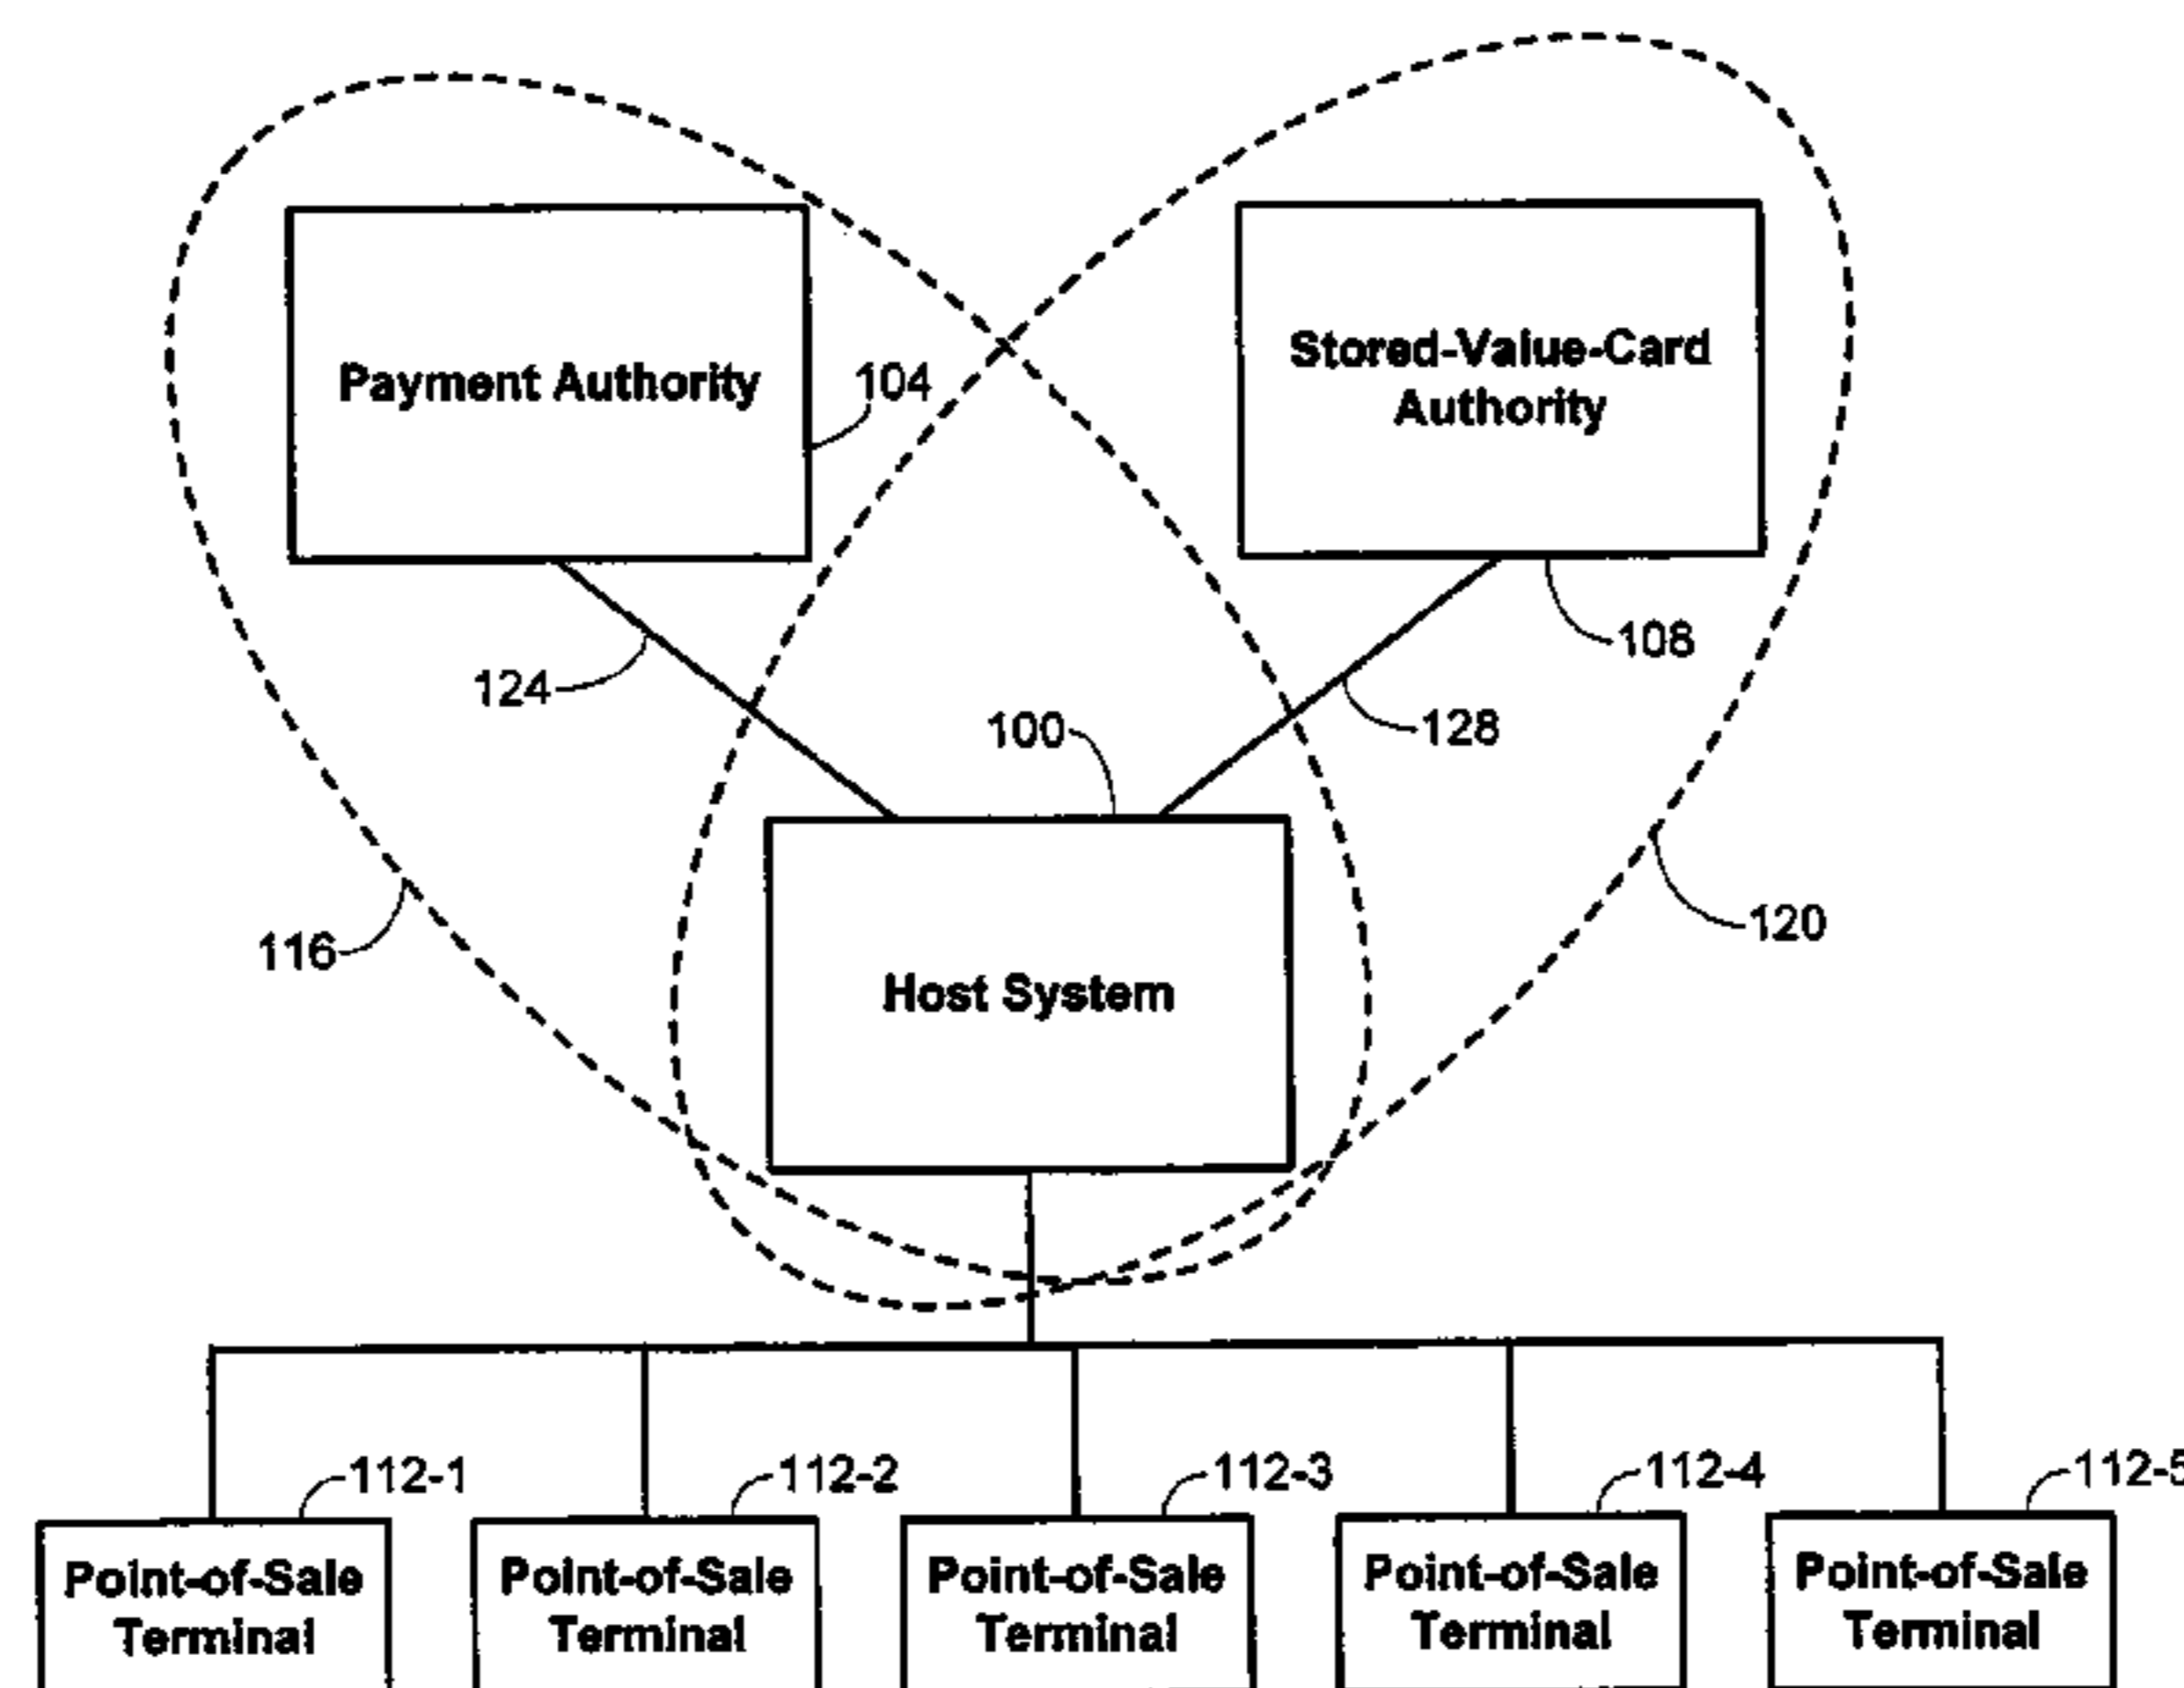 Payment Authority
104
Stored-Value-Card
Authority
108
124
128
100
116
120
Host System
112-1
112-2
112-3
112-4
112-5
Point-of-Sale
Terminal
Point-of-Sale
Terminal
Point-of-Sale
Terminal
Point-of-Sale
Terminal
Point-of-Sale
Terminal